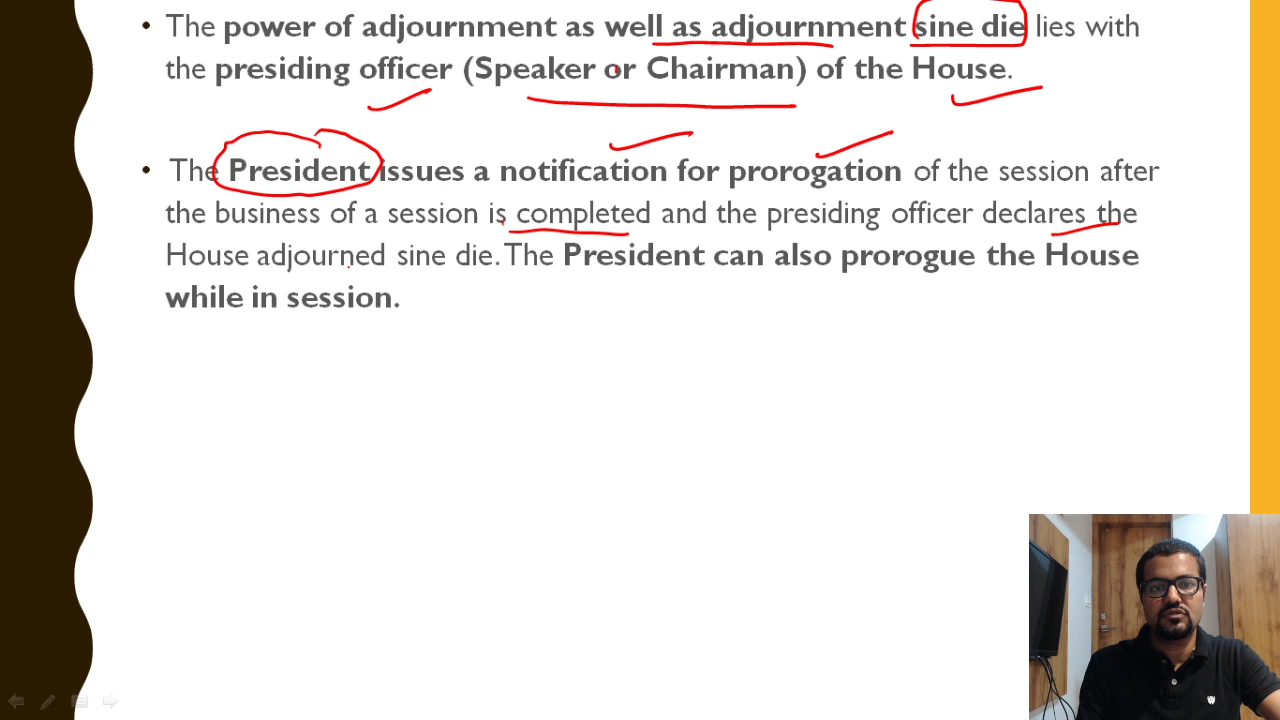 • The power of adjournment as well as adjournment sine die lies with
the presiding officer (Speaker or Chairman) of the House.
• The President issues a notification for prorogation of the session after
the business of a session is completed and the presiding officer declares the
House adjourned sine die. The President can also prorogue the House
while in session.